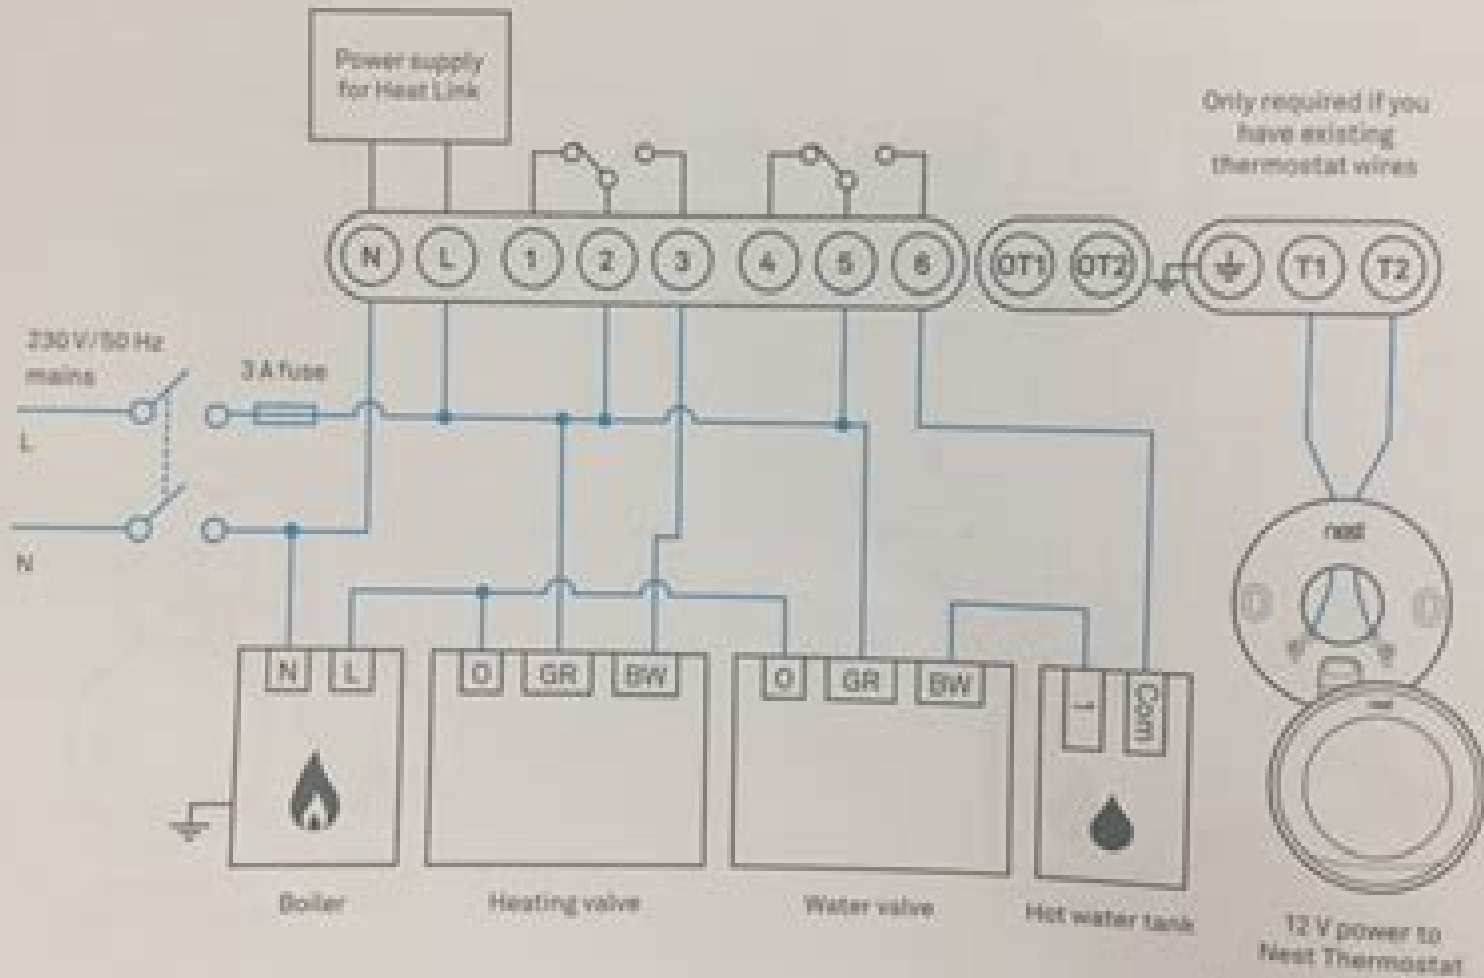 Power supply
for Heat Link
Only required if you
have existing
thermostat wires
N L 1 2 3 4 5 6 OT1 OT2 T1 T2
230 V/50 Hz
mains
3 A fuse
L
N
nest
N L O GR BW O GR BW 1 Com
nest
Boiler
Heating valve
Water valve
Hot water tank
12 V power to
Nest Thermostat